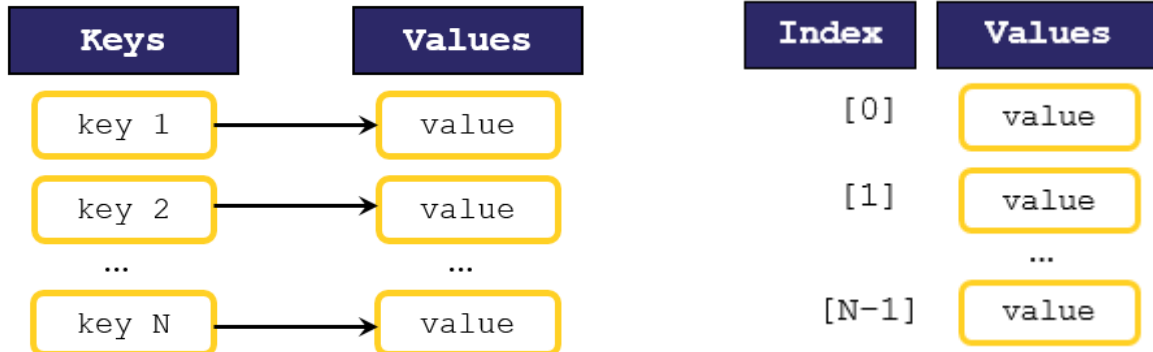 Keys Values
key 1 value
key 2 value
... ...
key N value
Index Values
[0] value
[1] value
...
[N-1] value